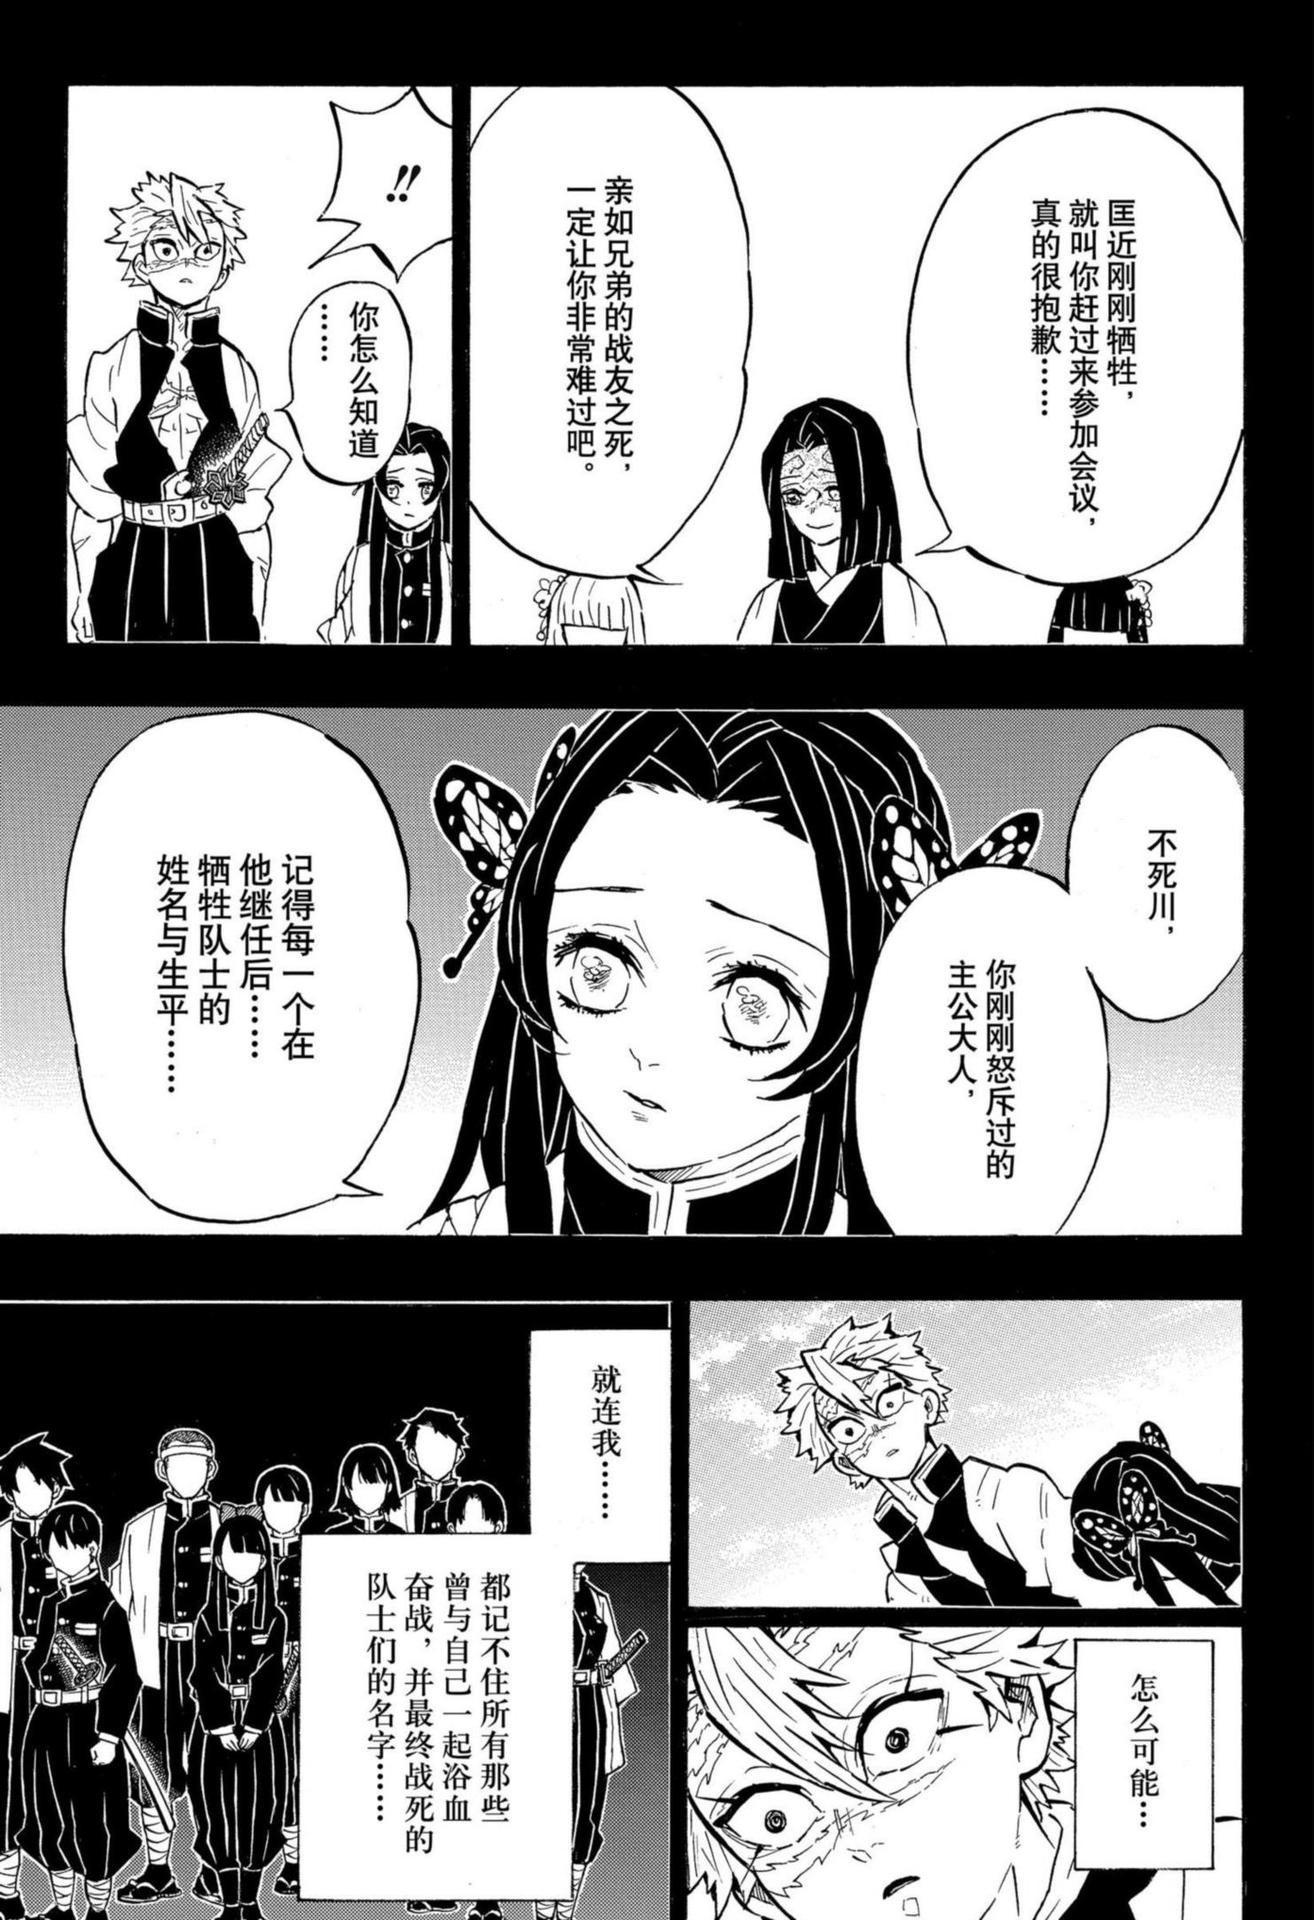 匡近刚刚牺牲，
就叫你赶过来参加会议，
真的很抱歉……
亲如兄弟的战友之死，
一定让你非常难过吧。
!!
你怎么知道
……
不死川，
你刚刚怒斥过的
主公大人，
记得每一个在
他继任后……
牺牲队士的
姓名与生平……
怎么可能…
就连我……
都记不住所有那些
曾与自己一起浴血
奋战，并最终战死的
队士们的名字……